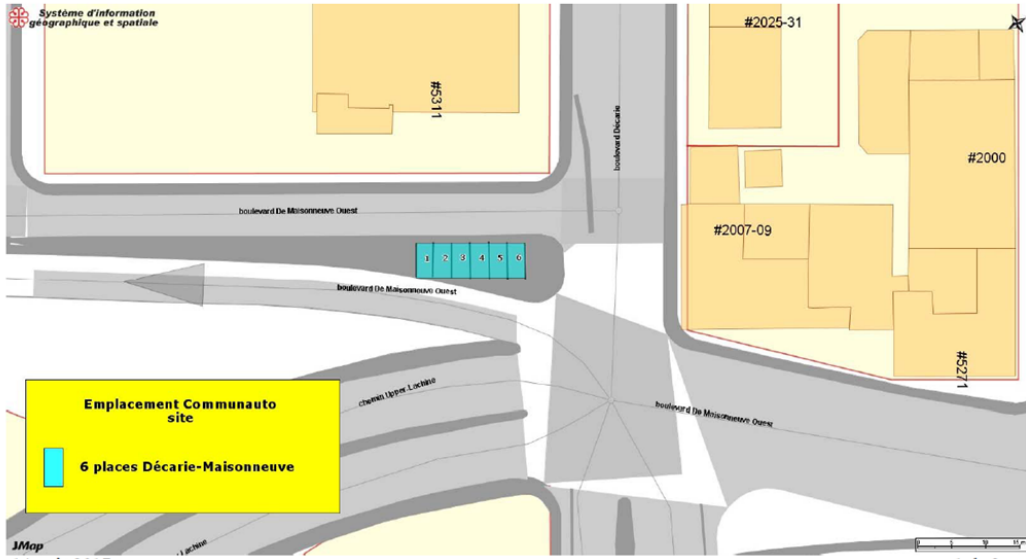 Système d'information
géographique et spatiale
#2025-31
#5311
boulevard Décarie
#2000
boulevard De Maisonneuve Ouest
#2007-09
1 2 3 4 5 6
boulevard De Maisonneuve Ouest
#5271
chemin Upper-Lachine
boulevard De Maisonneuve Ouest
Emplacement Communauto
site
6 places Décarie-Maisonneuve
JMap